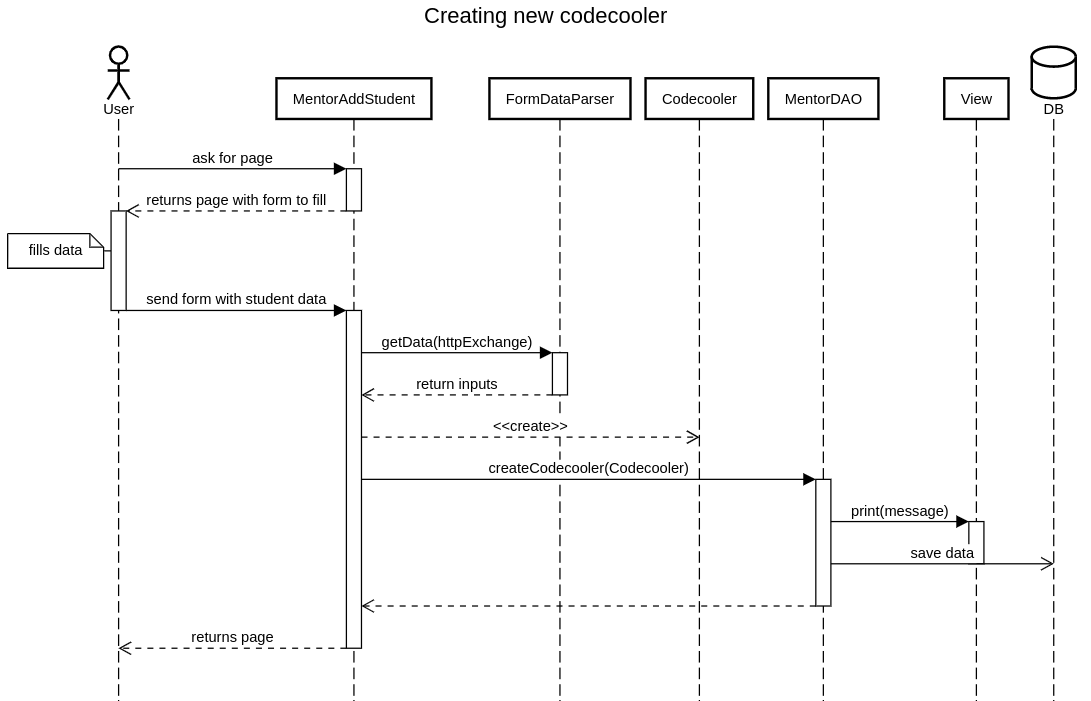 Creating new codecooler
User
MentorAddStudent
FormDataParser
Codecooler
MentorDAO
View
DB
ask for page
returns page with form to fill
fills data
send form with student data
getData(httpExchange)
return inputs
<<create>>
createCodecooler(Codecooler)
print(message)
save data
returns page